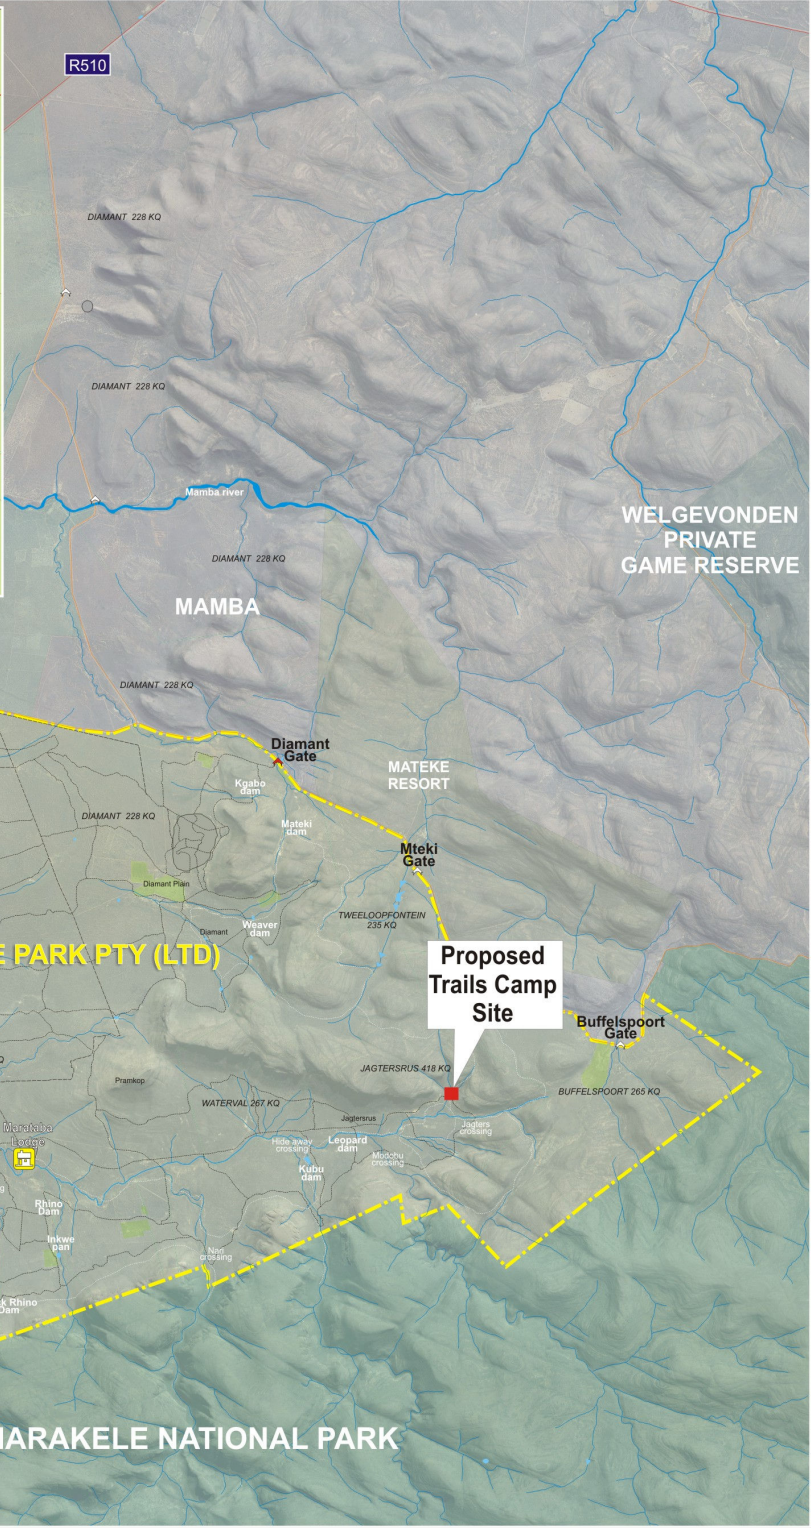 R510
DIAMANT 228 KQ
DIAMANT 228 KQ
Mamba river
WELGEVONDEN
PRIVATE
GAME RESERVE
DIAMANT 228 KQ
MAMBA
DIAMANT 228 KQ
Diamant
Gate
MATEKE
RESORT
Kgabo
dam
DIAMANT 228 KQ
Mateki
dam
Mteki
Gate
Diamant Plain
TWEELOOPFONTEIN
235 KQ
Weaver
dam
Diamant
E PARK PTY (LTD)
Proposed
Trails Camp
Site
Buffelspoort
Gate
JAGTERSRUS 418 KQ
Pramkop
BUFFELSPOORT 265 KQ
WATERVAL 267 KQ
Jagtersrus
Jagters
crossing
Marataba
Lodge
Hide away
crossing
Leopard
dam
Modobu
crossing
Kubu
dam
Rhino
Dam
Inkwe
pan
Nari
crossing
k Rhino
Dam
ARAKELE NATIONAL PARK